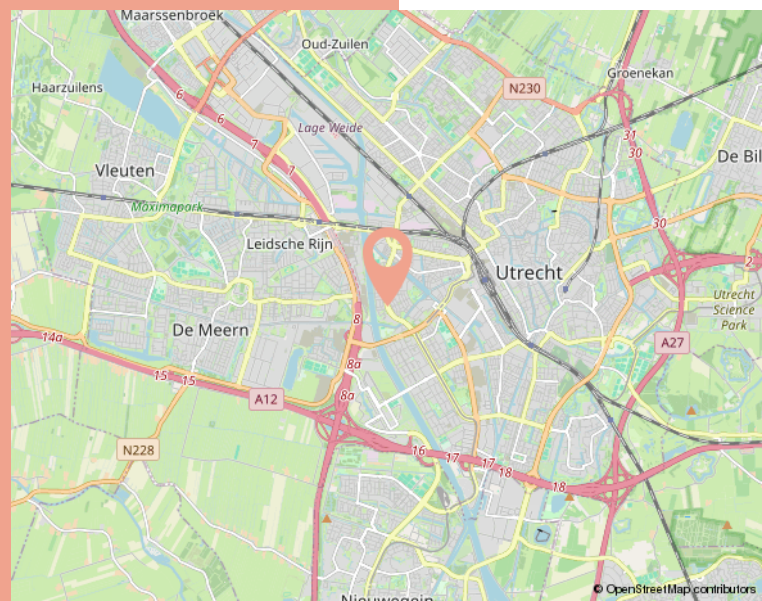 Maarssenbroek
Oud-Zuilen
Groenekan
Haarzuilens
N230
6
6
Lage Weide
31
7
30
7
Vleuten
De Bil
Máximapark
30
Leidsche Rijn
2
Utrecht
Utrecht
Science
Park
8
De Meern
14a
A27
8a
15
15
8a
A12
N228
16
17
17
18
18
Nieuwegein
© OpenStreetMap contributors